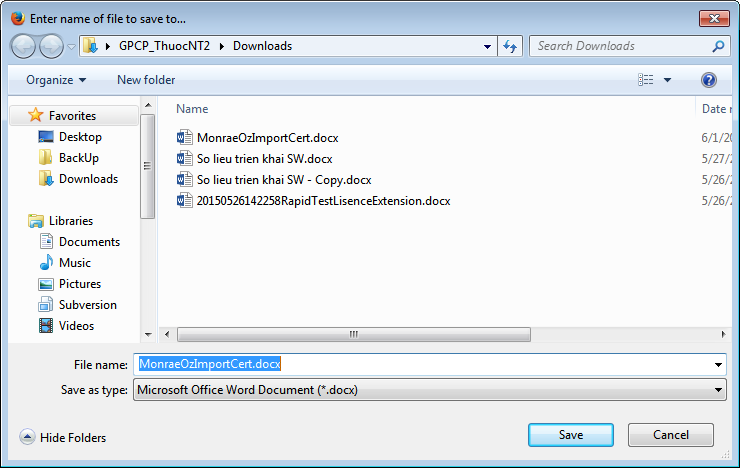 Enter name of file to save to...
GPCP_ThuocNT2 Downloads Search Downloads
Organize New folder
Favorites
Desktop
BackUp
Downloads
Libraries
Documents
Music
Pictures
Subversion
Videos
Name Date
MonraeOzImportCert.docx 6/1/20
So lieu trien khai SW.docx 5/27/2
So lieu trien khai SW - Copy.docx 5/26/2
20150526142258RapidTestLisenceExtension.docx 5/26/2
File name: MonraeOzImportCert.docx
Save as type: Microsoft Office Word Document (*.docx)
Hide Folders Save Cancel